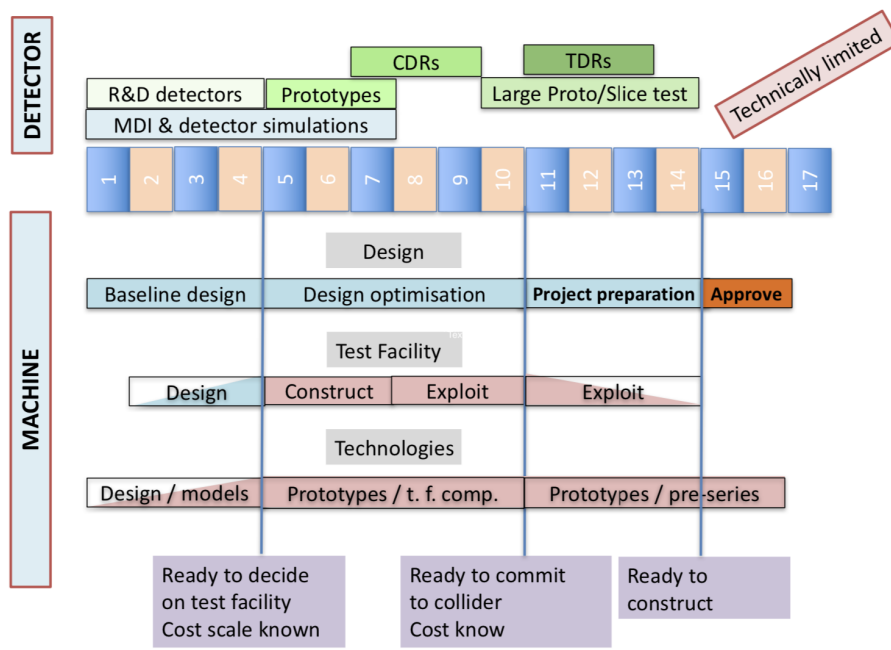 DETECTOR
CDRs
TDRs
Technically limited
R&D detectors
Prototypes
Large Proto/Slice test
MDI & detector simulations
1 2 3 4 5 6 7 8 9 10 11 12 13 14 15 16 17
MACHINE
Design
Baseline design
Design optimisation
Project preparation
Approve
Tex
Test Facility
Design
Construct
Exploit
Exploit
Technologies
Design / models
Prototypes / t. f. comp.
Prototypes / pre-series
Ready to decide
on test facility
Cost scale known
Ready to commit
to collider
Cost know
Ready to
construct